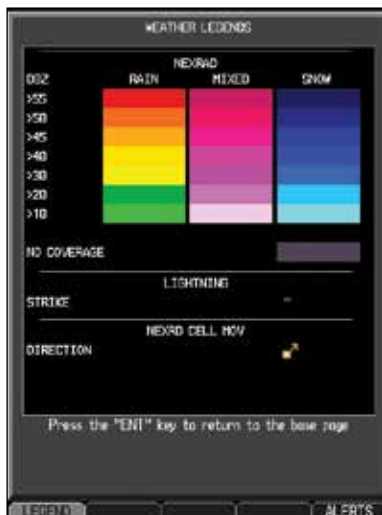 WEATHER LEGENDS
NEXRAD
DBZ RAIN MIXED SNOW
>55
>50
>45
>40
>30
>20
>10
NO COVERAGE
LIGHTNING
STRIKE
NEXRD CELL MOV
DIRECTION
Press the "ENT" key to return to the base page
LEGEND ALERTS